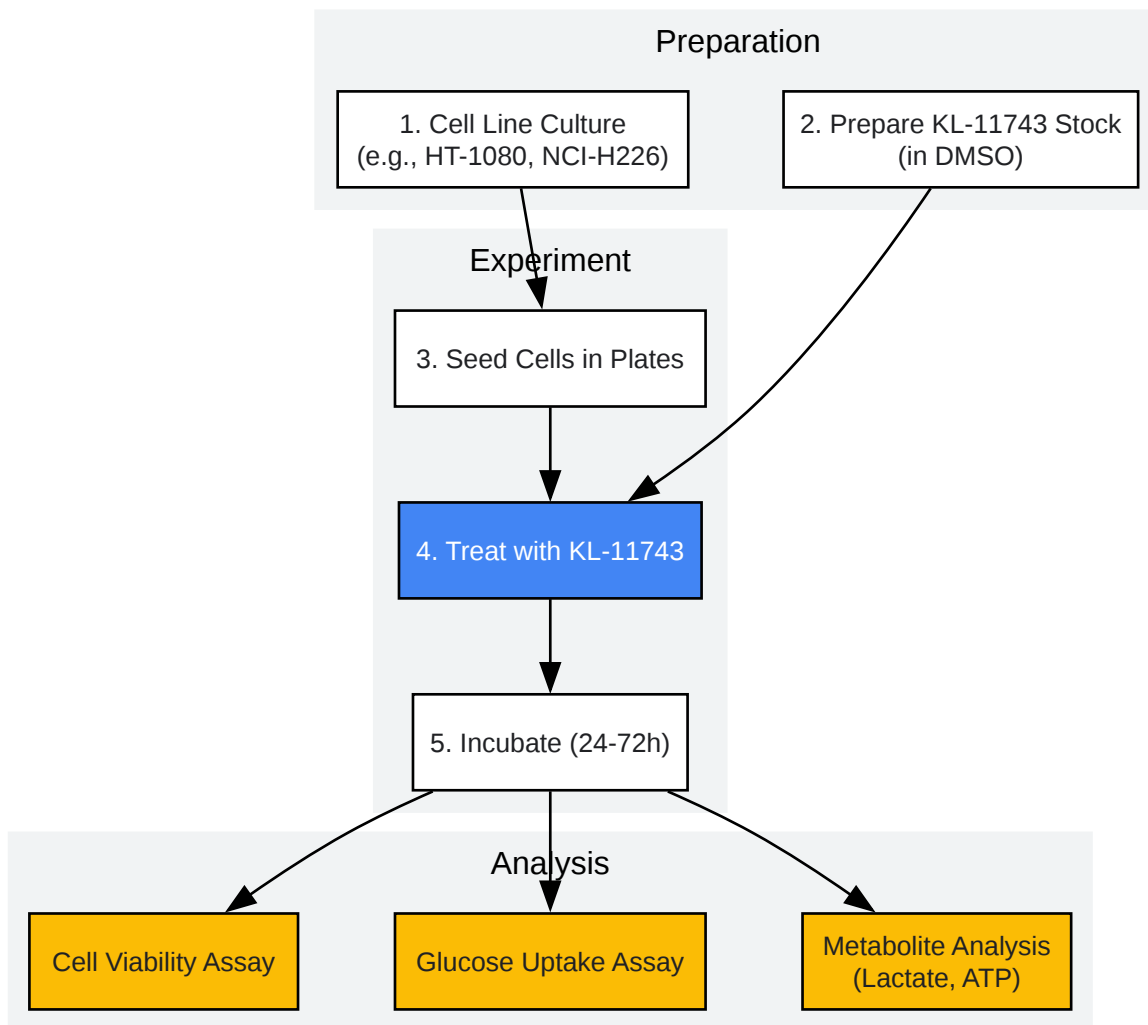 Preparation
1. Cell Line Culture
(e.g., HT-1080, NCI-H226)
2. Prepare KL-11743 Stock
(in DMSO)
Experiment
3. Seed Cells in Plates
4. Treat with KL-11743
5. Incubate (24-72h)
Analysis
Cell Viability Assay
Glucose Uptake Assay
Metabolite Analysis
(Lactate, ATP)